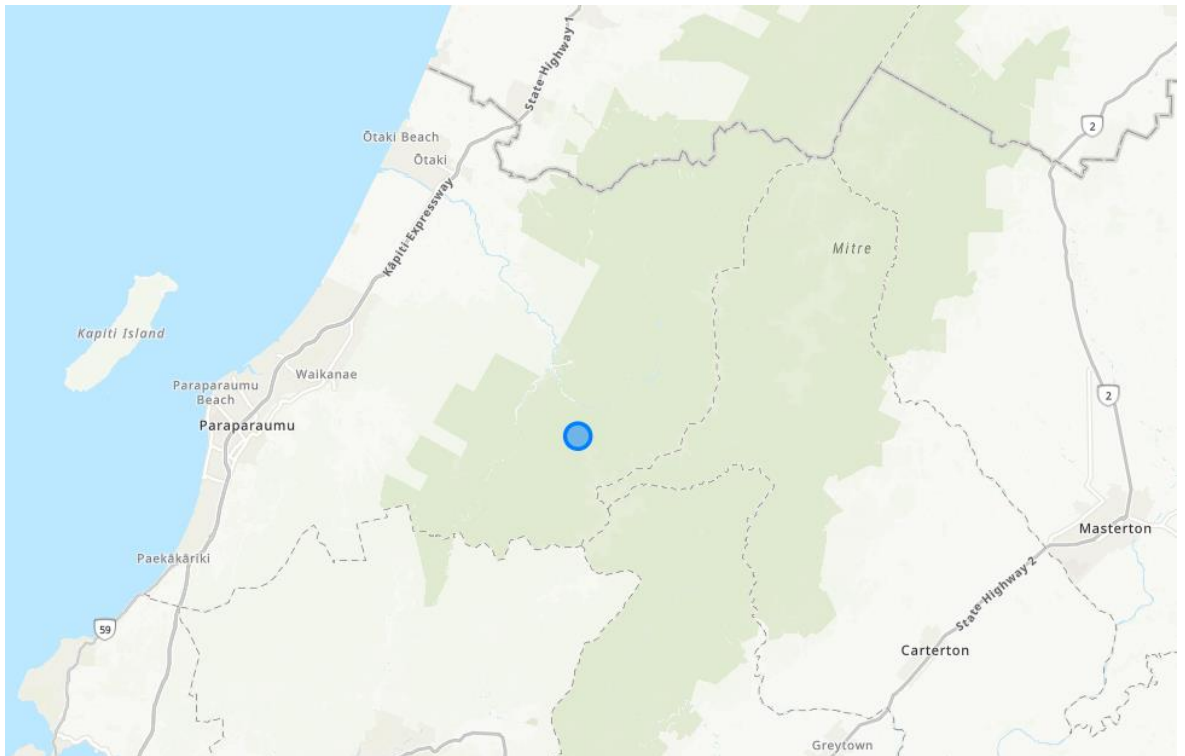 State Highway 1
2
Ōtaki Beach
Ōtaki
Kāpiti Expressway
Mitre
Kapiti Island
Waikanae
Paraparaumu
Beach
Paraparaumu
2
Masterton
Paekākāriki
State Highway 2
59
Carterton
Greytown